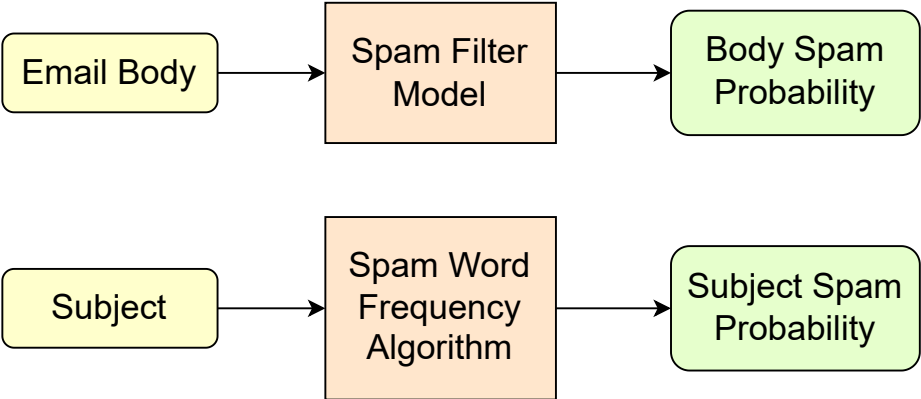 Email Body
Spam Filter
Model
Body Spam
Probability
Subject
Spam Word
Frequency
Algorithm
Subject Spam
Probability